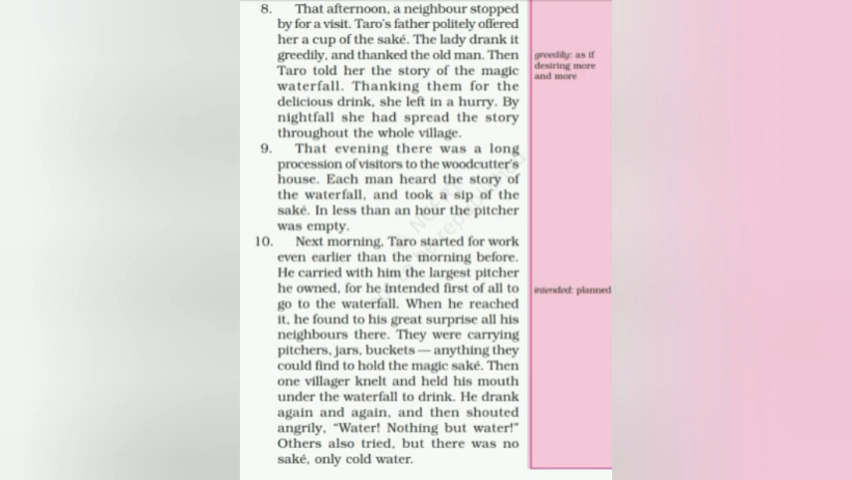 8. That afternoon, a neighbour stopped
by for a visit. Taro's father politely offered
her a cup of the saké. The lady drank it
greedily, and thanked the old man. Then
Taro told her the story of the magic
waterfall. Thanking them for the
delicious drink, she left in a hurry. By
nightfall she had spread the story
throughout the whole village.
greedily: as if
desiring more
and more
9. That evening there was a long
procession of visitors to the woodcutter's
house. Each man heard the story of
the waterfall, and took a sip of the
saké. In less than an hour the pitcher
was empty.
10. Next morning, Taro started for work
even earlier than the morning before.
He carried with him the largest pitcher
he owned, for he intended first of all to
go to the waterfall. When he reached
it, he found to his great surprise all his
neighbours there. They were carrying
pitchers, jars, buckets — anything they
could find to hold the magic saké. Then
one villager knelt and held his mouth
under the waterfall to drink. He drank
again and again, and then shouted
angrily, “Water! Nothing but water!”
Others also tried, but there was no
saké, only cold water.
intended: planned